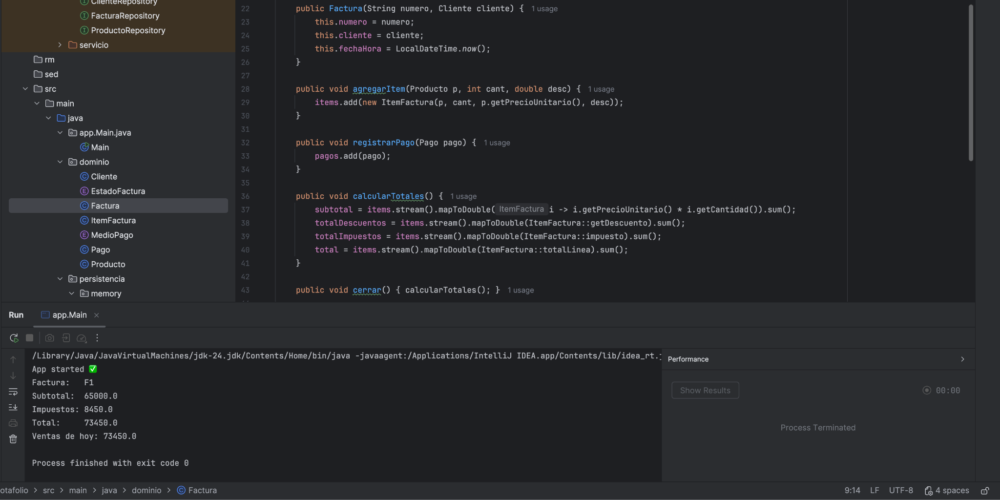 ClienteRepository
FacturaRepository
ProductoRepository
servicio
rm
sed
src
main
java
app.Main.java
Main
dominio
Cliente
EstadoFactura
Factura
ItemFactura
MedioPago
Pago
Producto
persistencia
memory
22 public Factura(String numero, Cliente cliente) { 1 usage
23 this.numero = numero;
24 this.cliente = cliente;
25 this.fechaHora = LocalDateTime.now();
26 }
27
28 public void agregarItem(Producto p, int cant, double desc) { 1 usage
29 items.add(new ItemFactura(p, cant, p.getPrecioUnitario(), desc));
30 }
31
32 public void registrarPago(Pago pago) { 1 usage
33 pagos.add(pago);
34 }
35
36 public void calcularTotales() { 1 usage
37 subtotal = items.stream().mapToDouble( ItemFactura i -> i.getPrecioUnitario() * i.getCantidad()).sum();
38 totalDescuentos = items.stream().mapToDouble(ItemFactura::getDescuento).sum();
39 totalImpuestos = items.stream().mapToDouble(ItemFactura::impuesto).sum();
40 total = items.stream().mapToDouble(ItemFactura::totalLinea).sum();
41 }
42
43 public void cerrar() { calcularTotales(); } 1 usage
Run app.Main
/Library/Java/JavaVirtualMachines/jdk-24.jdk/Contents/Home/bin/java -javaagent:/Applications/IntelliJ IDEA.app/Contents/lib/idea_rt.j
App started ✅
Factura: F1
Subtotal: 65000.0
Impuestos: 8450.0
Total: 73450.0
Ventas de hoy: 73450.0
Process finished with exit code 0
Performance
Show Results 00:00
Process Terminated
otafolio > src > main > java > dominio > Factura
9:14 LF UTF-8 4 spaces